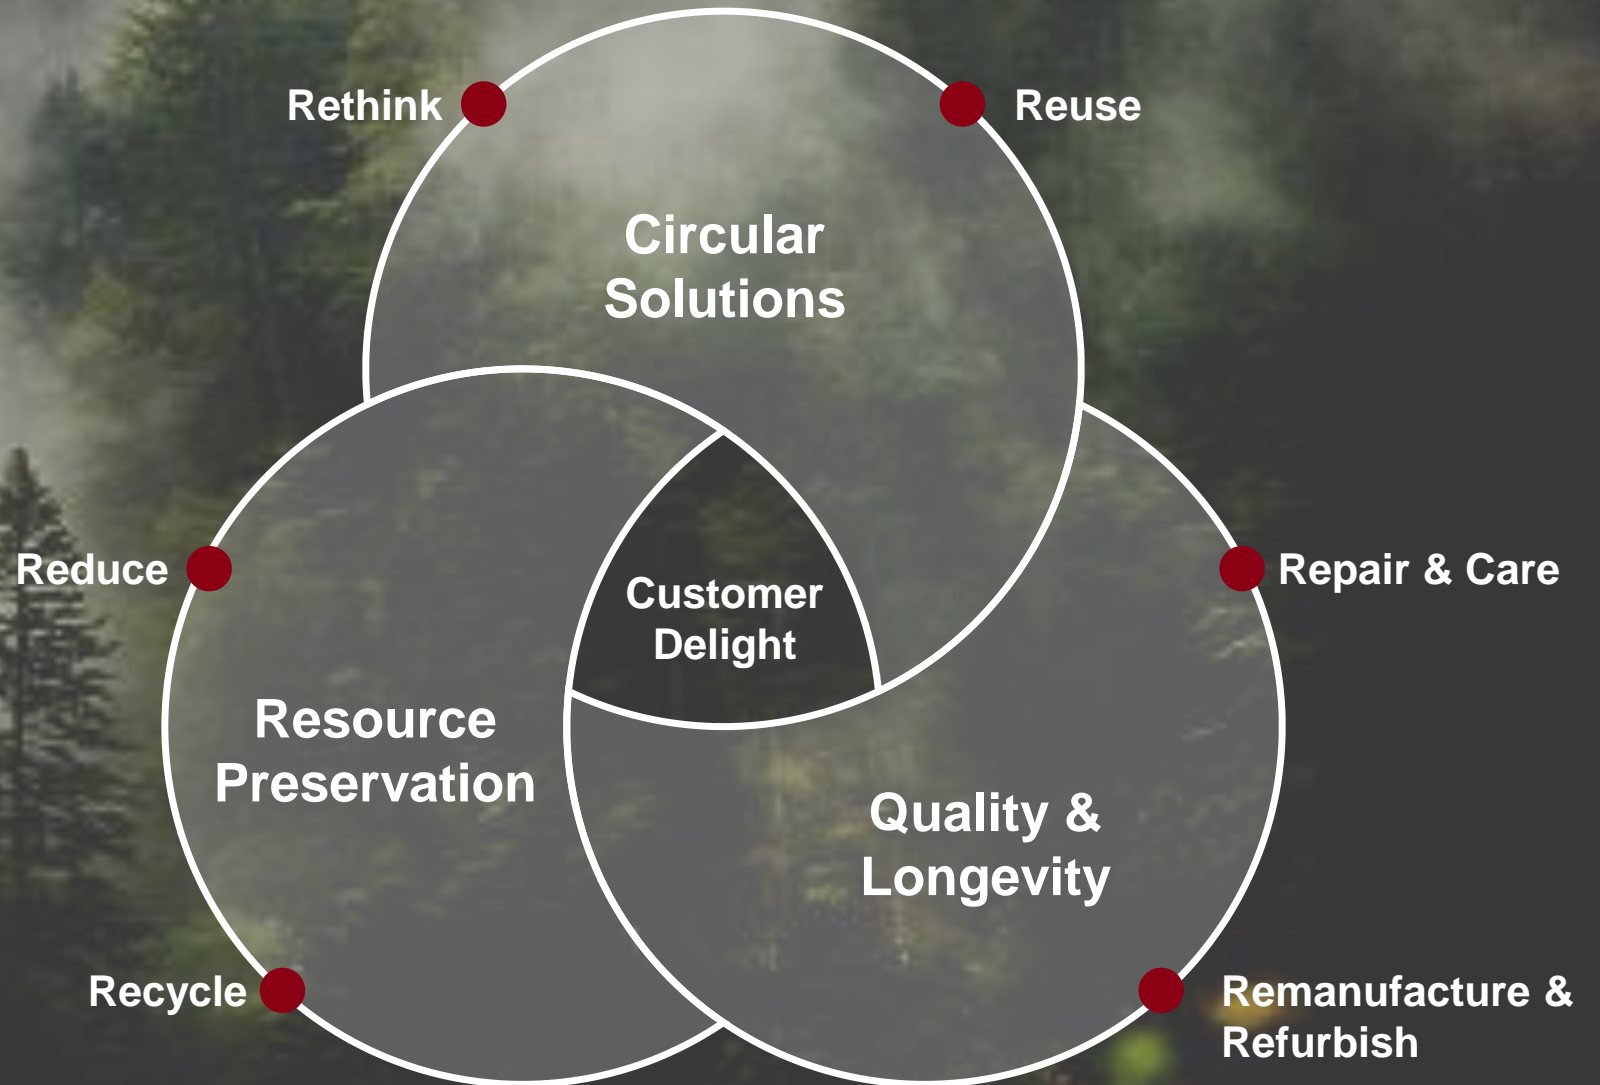 Rethink
Reuse
Circular
Solutions
Reduce
Customer
Delight
Repair & Care
Resource
Preservation
Quality &
Longevity
Recycle
Remanufacture &
Refurbish